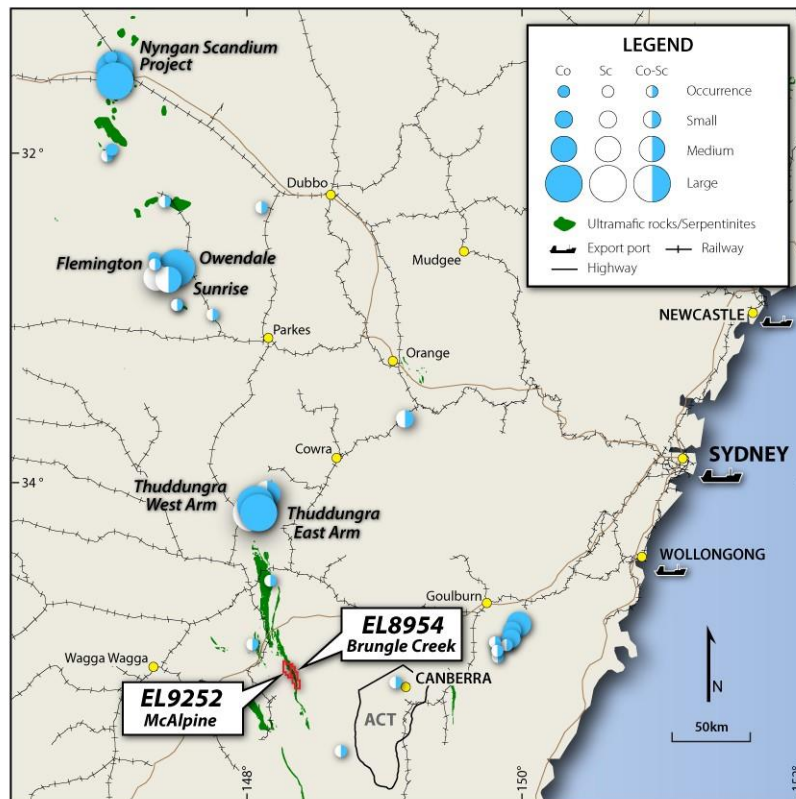 Nyngan Scandium
Project
LEGEND
Co Sc Co-Sc
Occurrence
Small
Medium
Large
Ultramafic rocks/Serpentinites
Export port Railway
Highway
32°
Dubbo
Mudgee
Flemington
Owendale
Sunrise
NEWCASTLE
Parkes
Orange
Cowra
SYDNEY
34°
Thuddungra
West Arm
Thuddungra
East Arm
WOLLONGONG
Goulburn
EL8954
Brungle Creek
Wagga Wagga
EL9252
McAlpine
CANBERRA
ACT
N
50km
148°
150°
152°